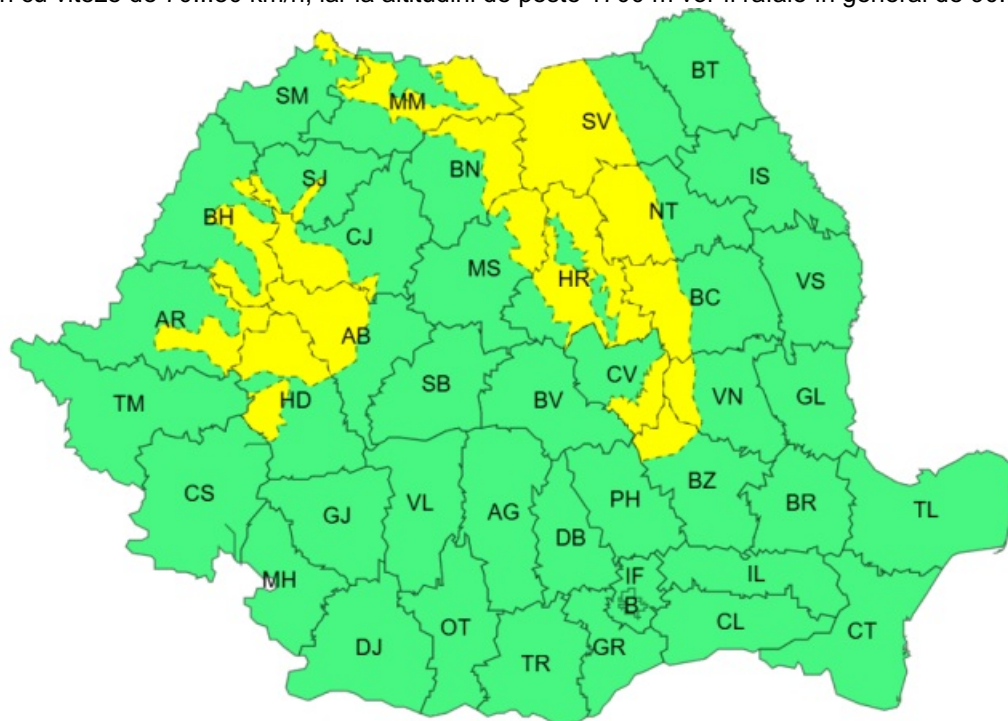 cu viteze de 70...80 km/h, iar la altitudini de peste 1700 m vor fi rafale în general de
BT
SM
MM
SV
IS
SJ
BN
BH
NT
CJ
MS
HR
VS
BC
AR
AB
CV
SB
TM
HD
BV
VN
GL
CS
BZ
PH
BR
TL
GJ
VL
AG
DB
IF
IL
MH
B
CL
CT
OT
DJ
TR
GR